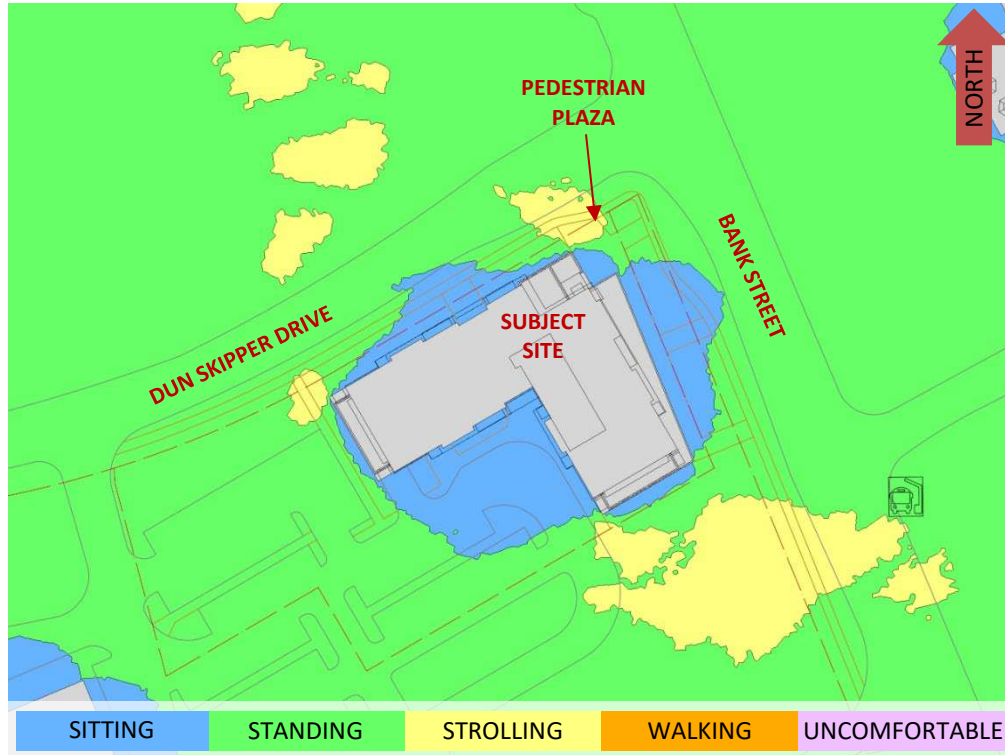 NORTH
PEDESTRIAN
PLAZA
BANK STREET
DUN SKIPPER DRIVE
SUBJECT
SITE
SITTING
STANDING
STROLLING
WALKING
UNCOMFORTABLE